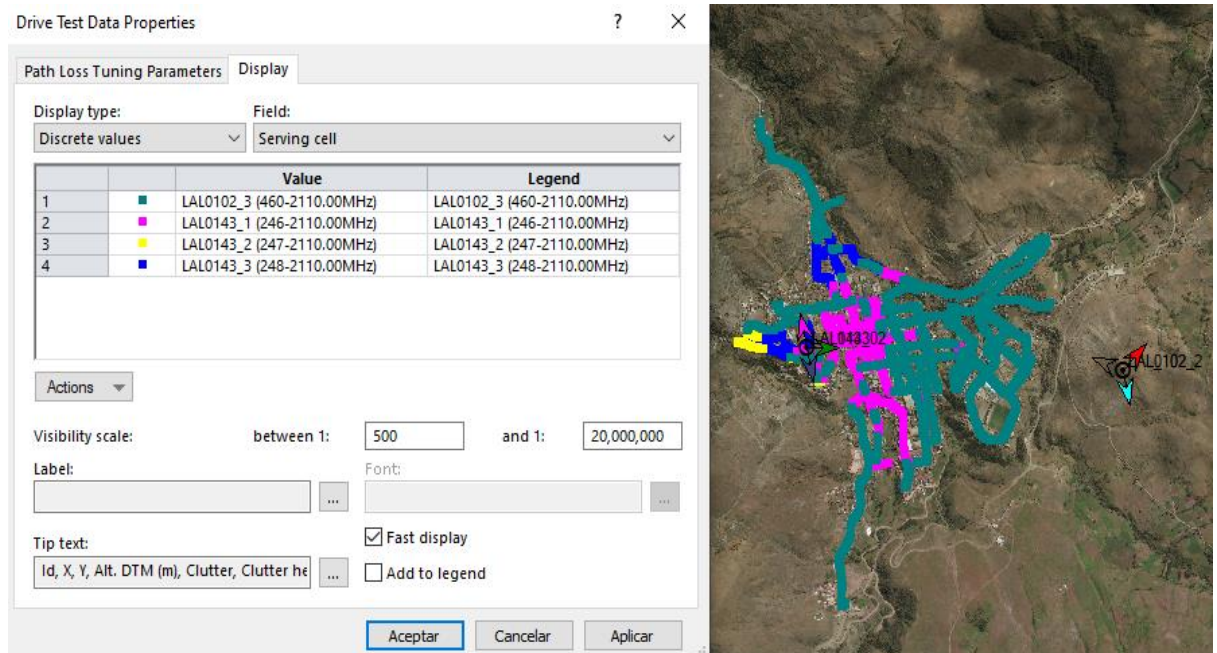 Drive Test Data Properties ? ×
Path Loss Tuning Parameters Display
Display type: Field:
Discrete values Serving cell
Value Legend
1 LAL0102_3 (460-2110.00MHz) LAL0102_3 (460-2110.00MHz)
2 LAL0143_1 (246-2110.00MHz) LAL0143_1 (246-2110.00MHz)
3 LAL0143_2 (247-2110.00MHz) LAL0143_2 (247-2110.00MHz)
4 LAL0143_3 (248-2110.00MHz) LAL0143_3 (248-2110.00MHz)
Actions
Visibility scale: between 1: 500 and 1: 20,000,000
Label: Font:
... ...
Tip text:
Id, X, Y, Alt. DTM (m), Clutter, Clutter he ...
Fast display
Add to legend
Aceptar Cancelar Aplicar
AL0102_2